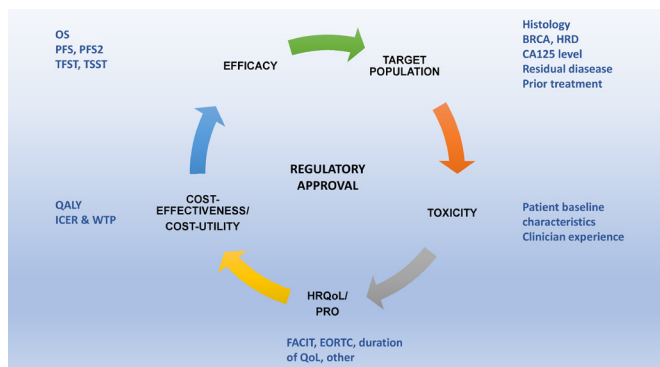 OS
PFS, PFS2
TFST, TSST
EFFICACY
TARGET
POPULATION
Histology
BRCA, HRD
CA125 level
Residual diasease
Prior treatment
REGULATORY
APPROVAL
QALY
ICER & WTP
COST-
EFFECTIVENESS/
COST-UTILITY
TOXICITY
Patient baseline
characteristics
Clinician experience
HRQoL/
PRO
FACIT, EORTC, duration
of QoL, other